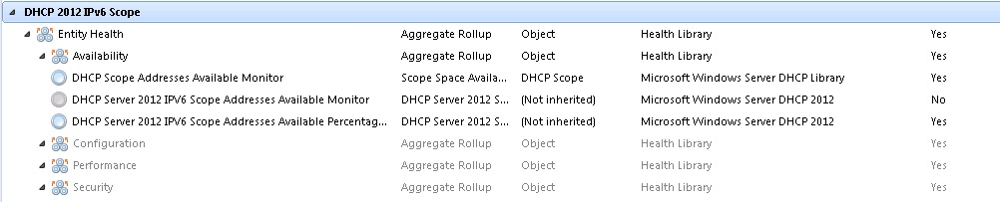 DHCP 2012 IPv6 Scope
Entity Health Aggregate Rollup Object Health Library Yes
Availability Aggregate Rollup Object Health Library Yes
DHCP Scope Addresses Available Monitor Scope Space Availa... DHCP Scope Microsoft Windows Server DHCP Library Yes
DHCP Server 2012 IPV6 Scope Addresses Available Monitor DHCP Server 2012 S... (Not inherited) Microsoft Windows Server DHCP 2012 No
DHCP Server 2012 IPV6 Scope Addresses Available Percentag... DHCP Server 2012 S... (Not inherited) Microsoft Windows Server DHCP 2012 Yes
Configuration Aggregate Rollup Object Health Library Yes
Performance Aggregate Rollup Object Health Library Yes
Security Aggregate Rollup Object Health Library Yes